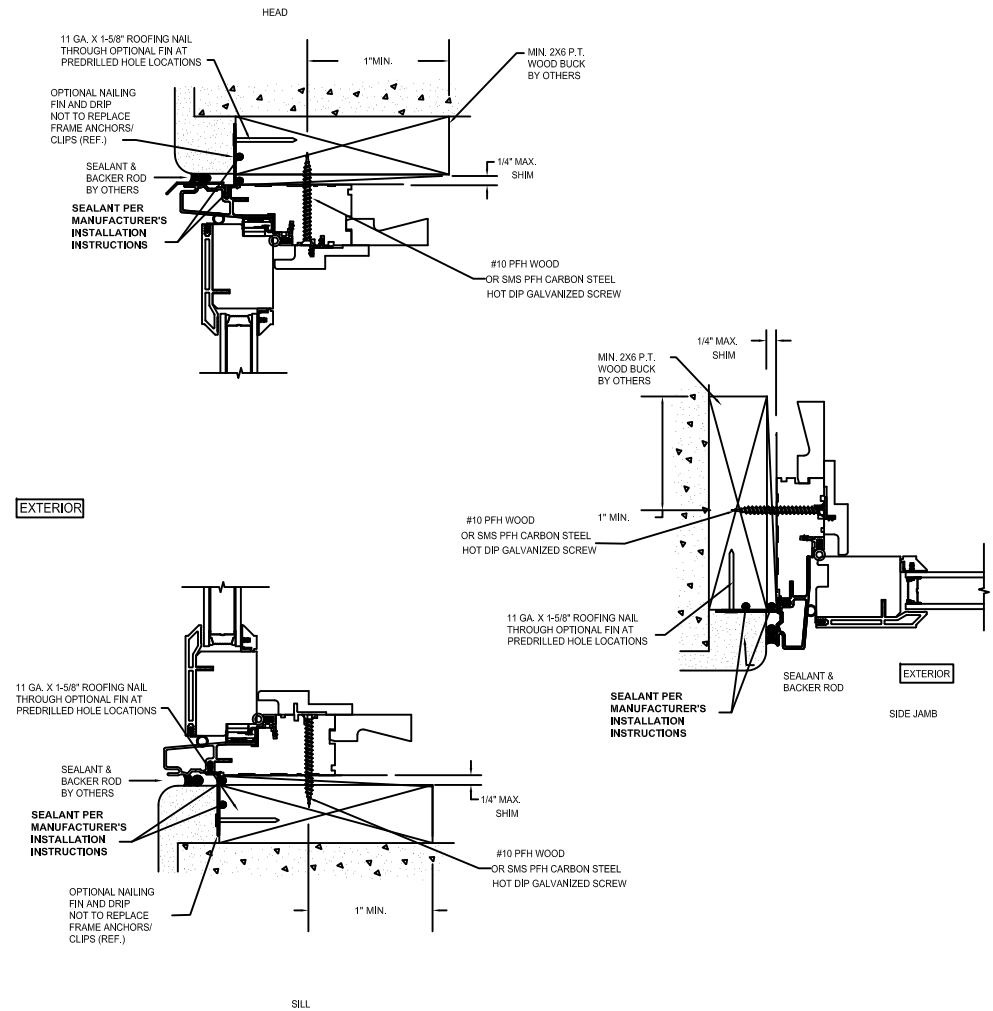 HEAD
11 GA. X 1-5/8" ROOFING NAIL
THROUGH OPTIONAL FIN AT
PREDRILLED HOLE LOCATIONS
1"MIN.
MIN. 2X6 P.T.
WOOD BUCK
BY OTHERS
OPTIONAL NAILING
FIN AND DRIP
NOT TO REPLACE
FRAME ANCHORS/
CLIPS (REF.)
1/4" MAX.
SHIM
SEALANT &
BACKER ROD
BY OTHERS
SEALANT PER
MANUFACTURER'S
INSTALLATION
INSTRUCTIONS
#10 PFH WOOD
OR SMS PFH CARBON STEEL
HOT DIP GALVANIZED SCREW
1/4" MAX.
SHIM
MIN. 2X6 P.T.
WOOD BUCK
BY OTHERS
EXTERIOR
1" MIN.
#10 PFH WOOD
OR SMS PFH CARBON STEEL
HOT DIP GALVANIZED SCREW
11 GA. X 1-5/8" ROOFING NAIL
THROUGH OPTIONAL FIN AT
PREDRILLED HOLE LOCATIONS
SEALANT &
BACKER ROD
EXTERIOR
SEALANT PER
MANUFACTURER'S
INSTALLATION
INSTRUCTIONS
SIDE JAMB
11 GA. X 1-5/8" ROOFING NAIL
THROUGH OPTIONAL FIN AT
PREDRILLED HOLE LOCATIONS
SEALANT &
BACKER ROD
BY OTHERS
SEALANT PER
MANUFACTURER'S
INSTALLATION
INSTRUCTIONS
1/4" MAX.
SHIM
#10 PFH WOOD
OR SMS PFH CARBON STEEL
HOT DIP GALVANIZED SCREW
OPTIONAL NAILING
FIN AND DRIP
NOT TO REPLACE
FRAME ANCHORS/
CLIPS (REF.)
1" MIN.
SILL